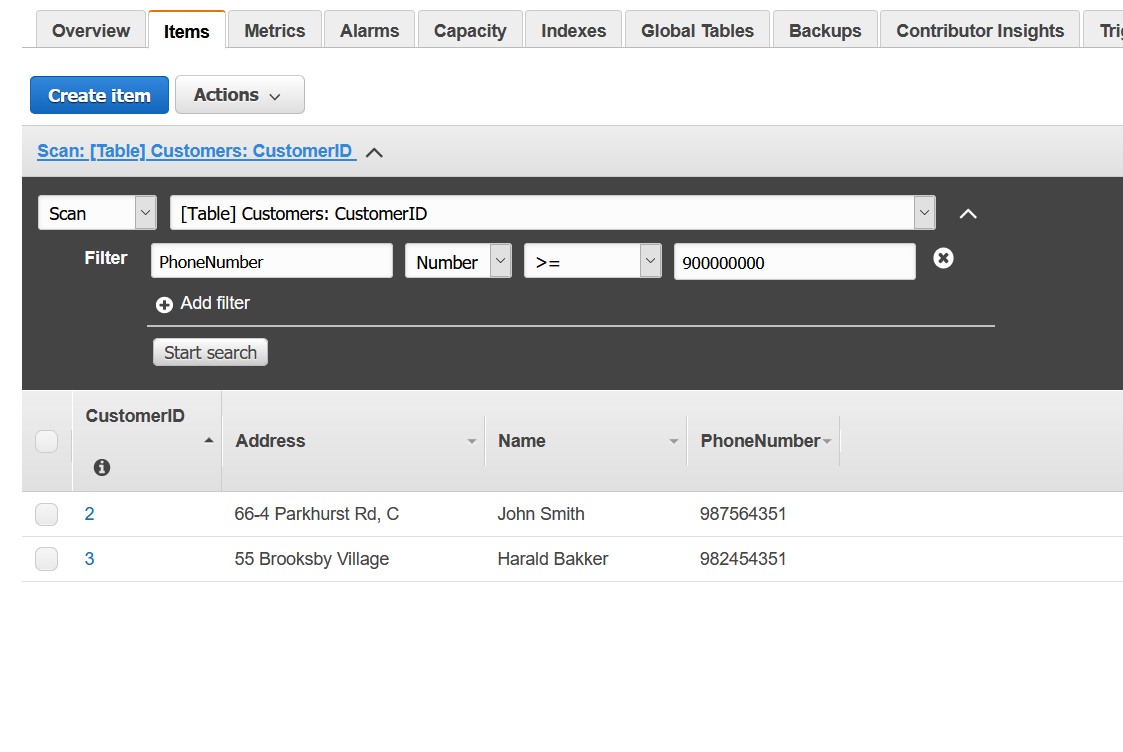 Overview Items Metrics Alarms Capacity Indexes Global Tables Backups Contributor Insights Tri
Create item Actions
Scan: [Table] Customers: CustomerID
Scan [Table] Customers: CustomerID
Filter PhoneNumber Number >= 900000000
Add filter
Start search
CustomerID
Address Name PhoneNumber
2 66-4 Parkhurst Rd, C John Smith 987564351
3 55 Brooksby Village Harald Bakker 982454351